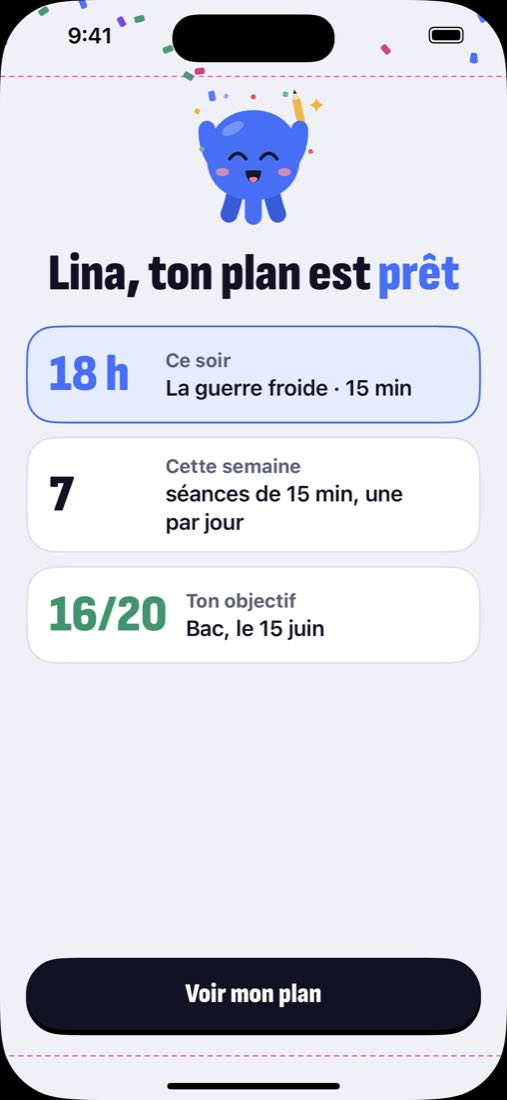 9:41
Lina, ton plan est prêt
18 h
Ce soir
La guerre froide · 15 min
7
Cette semaine
séances de 15 min, une
par jour
16/20
Ton objectif
Bac, le 15 juin
Voir mon plan